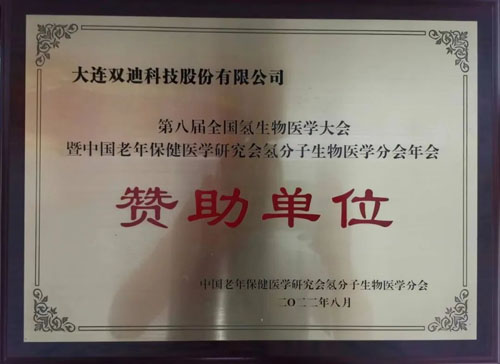 大连双迪科技股份有限公司
第八届全国氢生物医学大会
暨中国老年保健医学研究会氢分子生物医学分会年会
赞助单位
中国老年保健医学研究会氢分子生物医学分会
二〇二二年八月